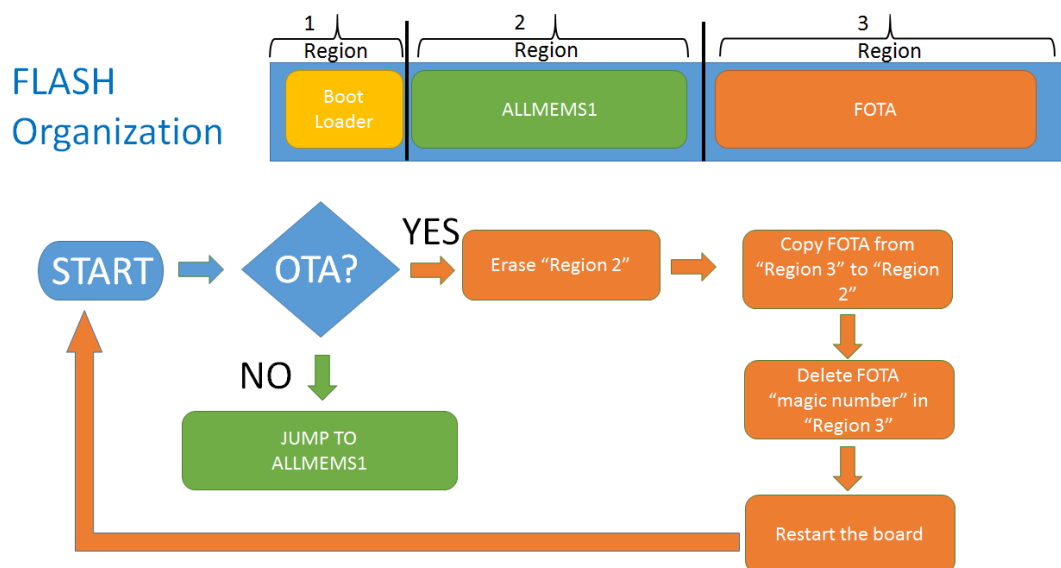 1
2
3
Region
Region
Region
FLASH
Organization
Boot
Loader
ALLMEMS1
FOTA
START
OTA?
YES
Erase “Region 2”
Copy FOTA from
“Region 3” to “Region
2”
NO
Delete FOTA
“magic number” in
“Region 3”
JUMP TO
ALLMEMS1
Restart the board